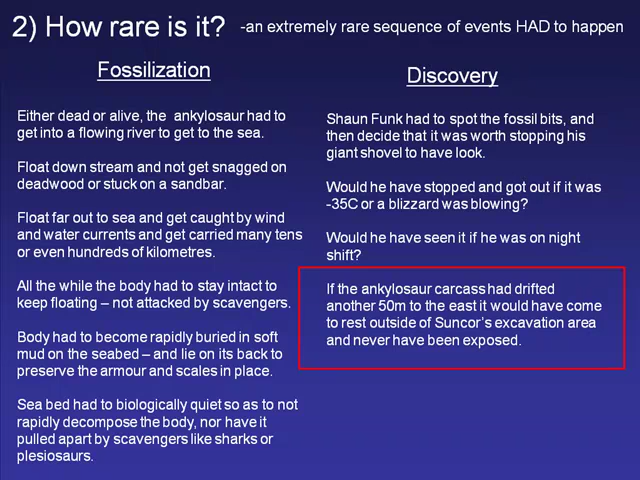 2) How rare is it? -an extremely rare sequence of events HAD to happen
Fossilization
Either dead or alive, the ankylosaur had to
get into a flowing river to get to the sea.
Float down stream and not get snagged on
deadwood or stuck on a sandbar.
Float far out to sea and get caught by wind
and water currents and get carried many tens
or even hundreds of kilometres.
All the while the body had to stay intact to
keep floating – not attacked by scavengers.
Body had to become rapidly buried in soft
mud on the seabed – and lie on its back to
preserve the armour and scales in place.
Sea bed had to biologically quiet so as to not
rapidly decompose the body, nor have it
pulled apart by scavengers like sharks or
plesiosaurs.
Discovery
Shaun Funk had to spot the fossil bits, and
then decide that it was worth stopping his
giant shovel to have look.
Would he have stopped and got out if it was
-35C or a blizzard was blowing?
Would he have seen it if he was on night
shift?
If the ankylosaur carcass had drifted
another 50m to the east it would have come
to rest outside of Suncor's excavation area
and never have been exposed.